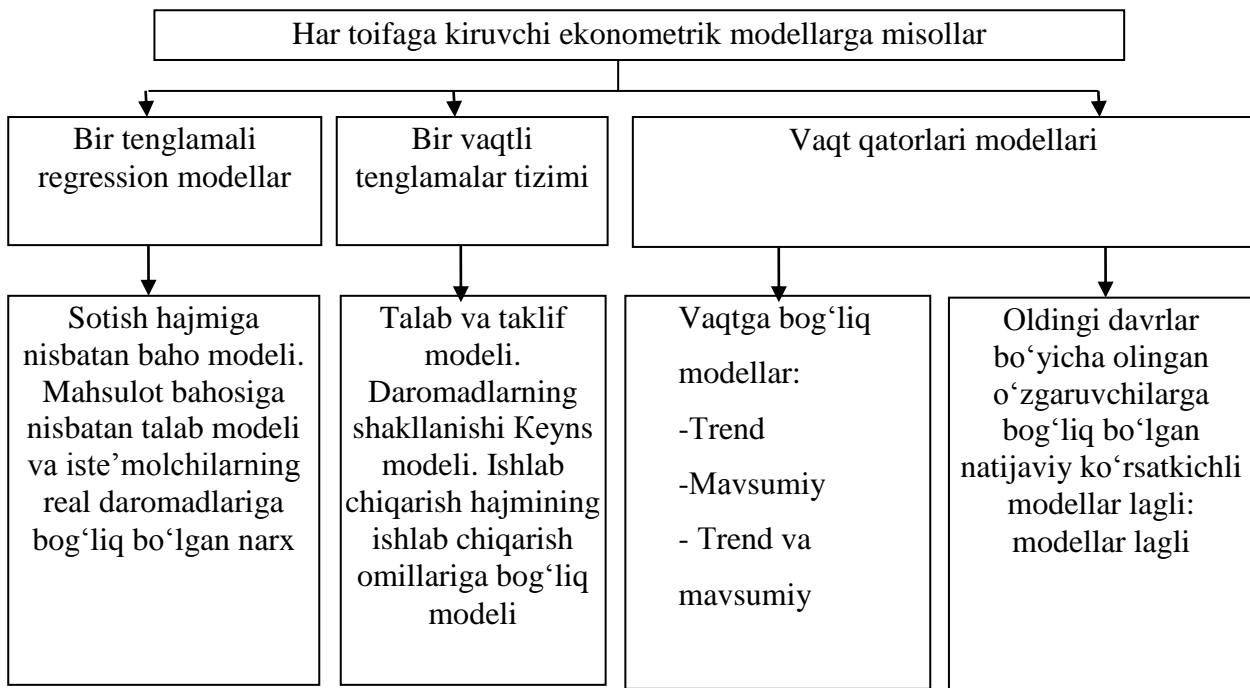 Har toifaga kiruvchi ekonometrik modellarga misollar
Bir tenglamali
regression modellar
Bir vaqtli
tenglamalar tizimi
Vaqt qatorlari modellari
Sotish hajmiga
nisbatan baho modeli.
Mahsulot bahosiga
nisbatan talab modeli
va iste’molchilarning
real daromadlariga
bog‘liq bo‘lgan narx
Talab va taklif
modeli.
Daromadlarning
shakllanishi Keyns
modeli. Ishlab
chiqarish hajmining
ishlab chiqarish
omillariga bog‘liq
modeli
Vaqtga bog‘liq
modellar:
-Trend
-Mavsumiy
- Trend va
mavsumiy
Oldingi davrlar
bo‘yicha olingan
o‘zgaruvchilarga
bog‘liq bo‘lgan
natijaviy ko‘rsatkichli
modellar lagli:
modellar lagli